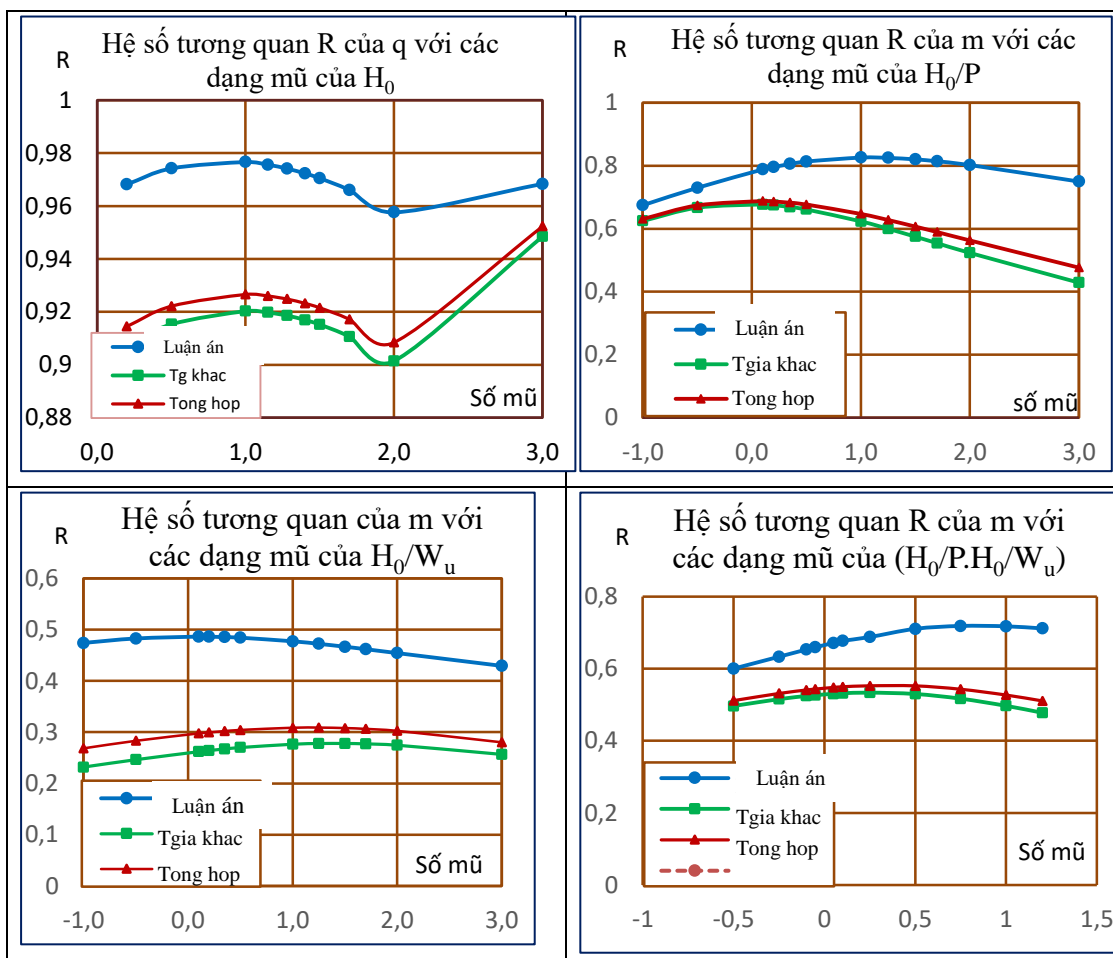 Hệ số tương quan R của q với các
dạng mũ của H₀
R
1
0,98
0,96
0,94
0,92
0,9
0,88
Luận án
Tg khac
Tong hop
Số mũ
0,0 1,0 2,0 3,0
Hệ số tương quan R của m với các
dạng mũ của H₀/P
R
1
0,8
0,6
0,4
0,2
0
Luận án
Tgia khac
Tong hop
số mũ
-1,0 0,0 1,0 2,0 3,0
Hệ số tương quan của m với
các dạng mũ của H₀/Wᵤ
R
0,6
0,5
0,4
0,3
0,2
0,1
0
Luận án
Tgia khac
Tong hop
Số mũ
-1,0 0,0 1,0 2,0 3,0
Hệ số tương quan R của m với
các dạng mũ của (H₀/P.H₀/Wᵤ)
R
0,8
0,6
0,4
0,2
0
Luận án
Tgia khac
Tong hop
Số mũ
-1 -0,5 0 0,5 1 1,5